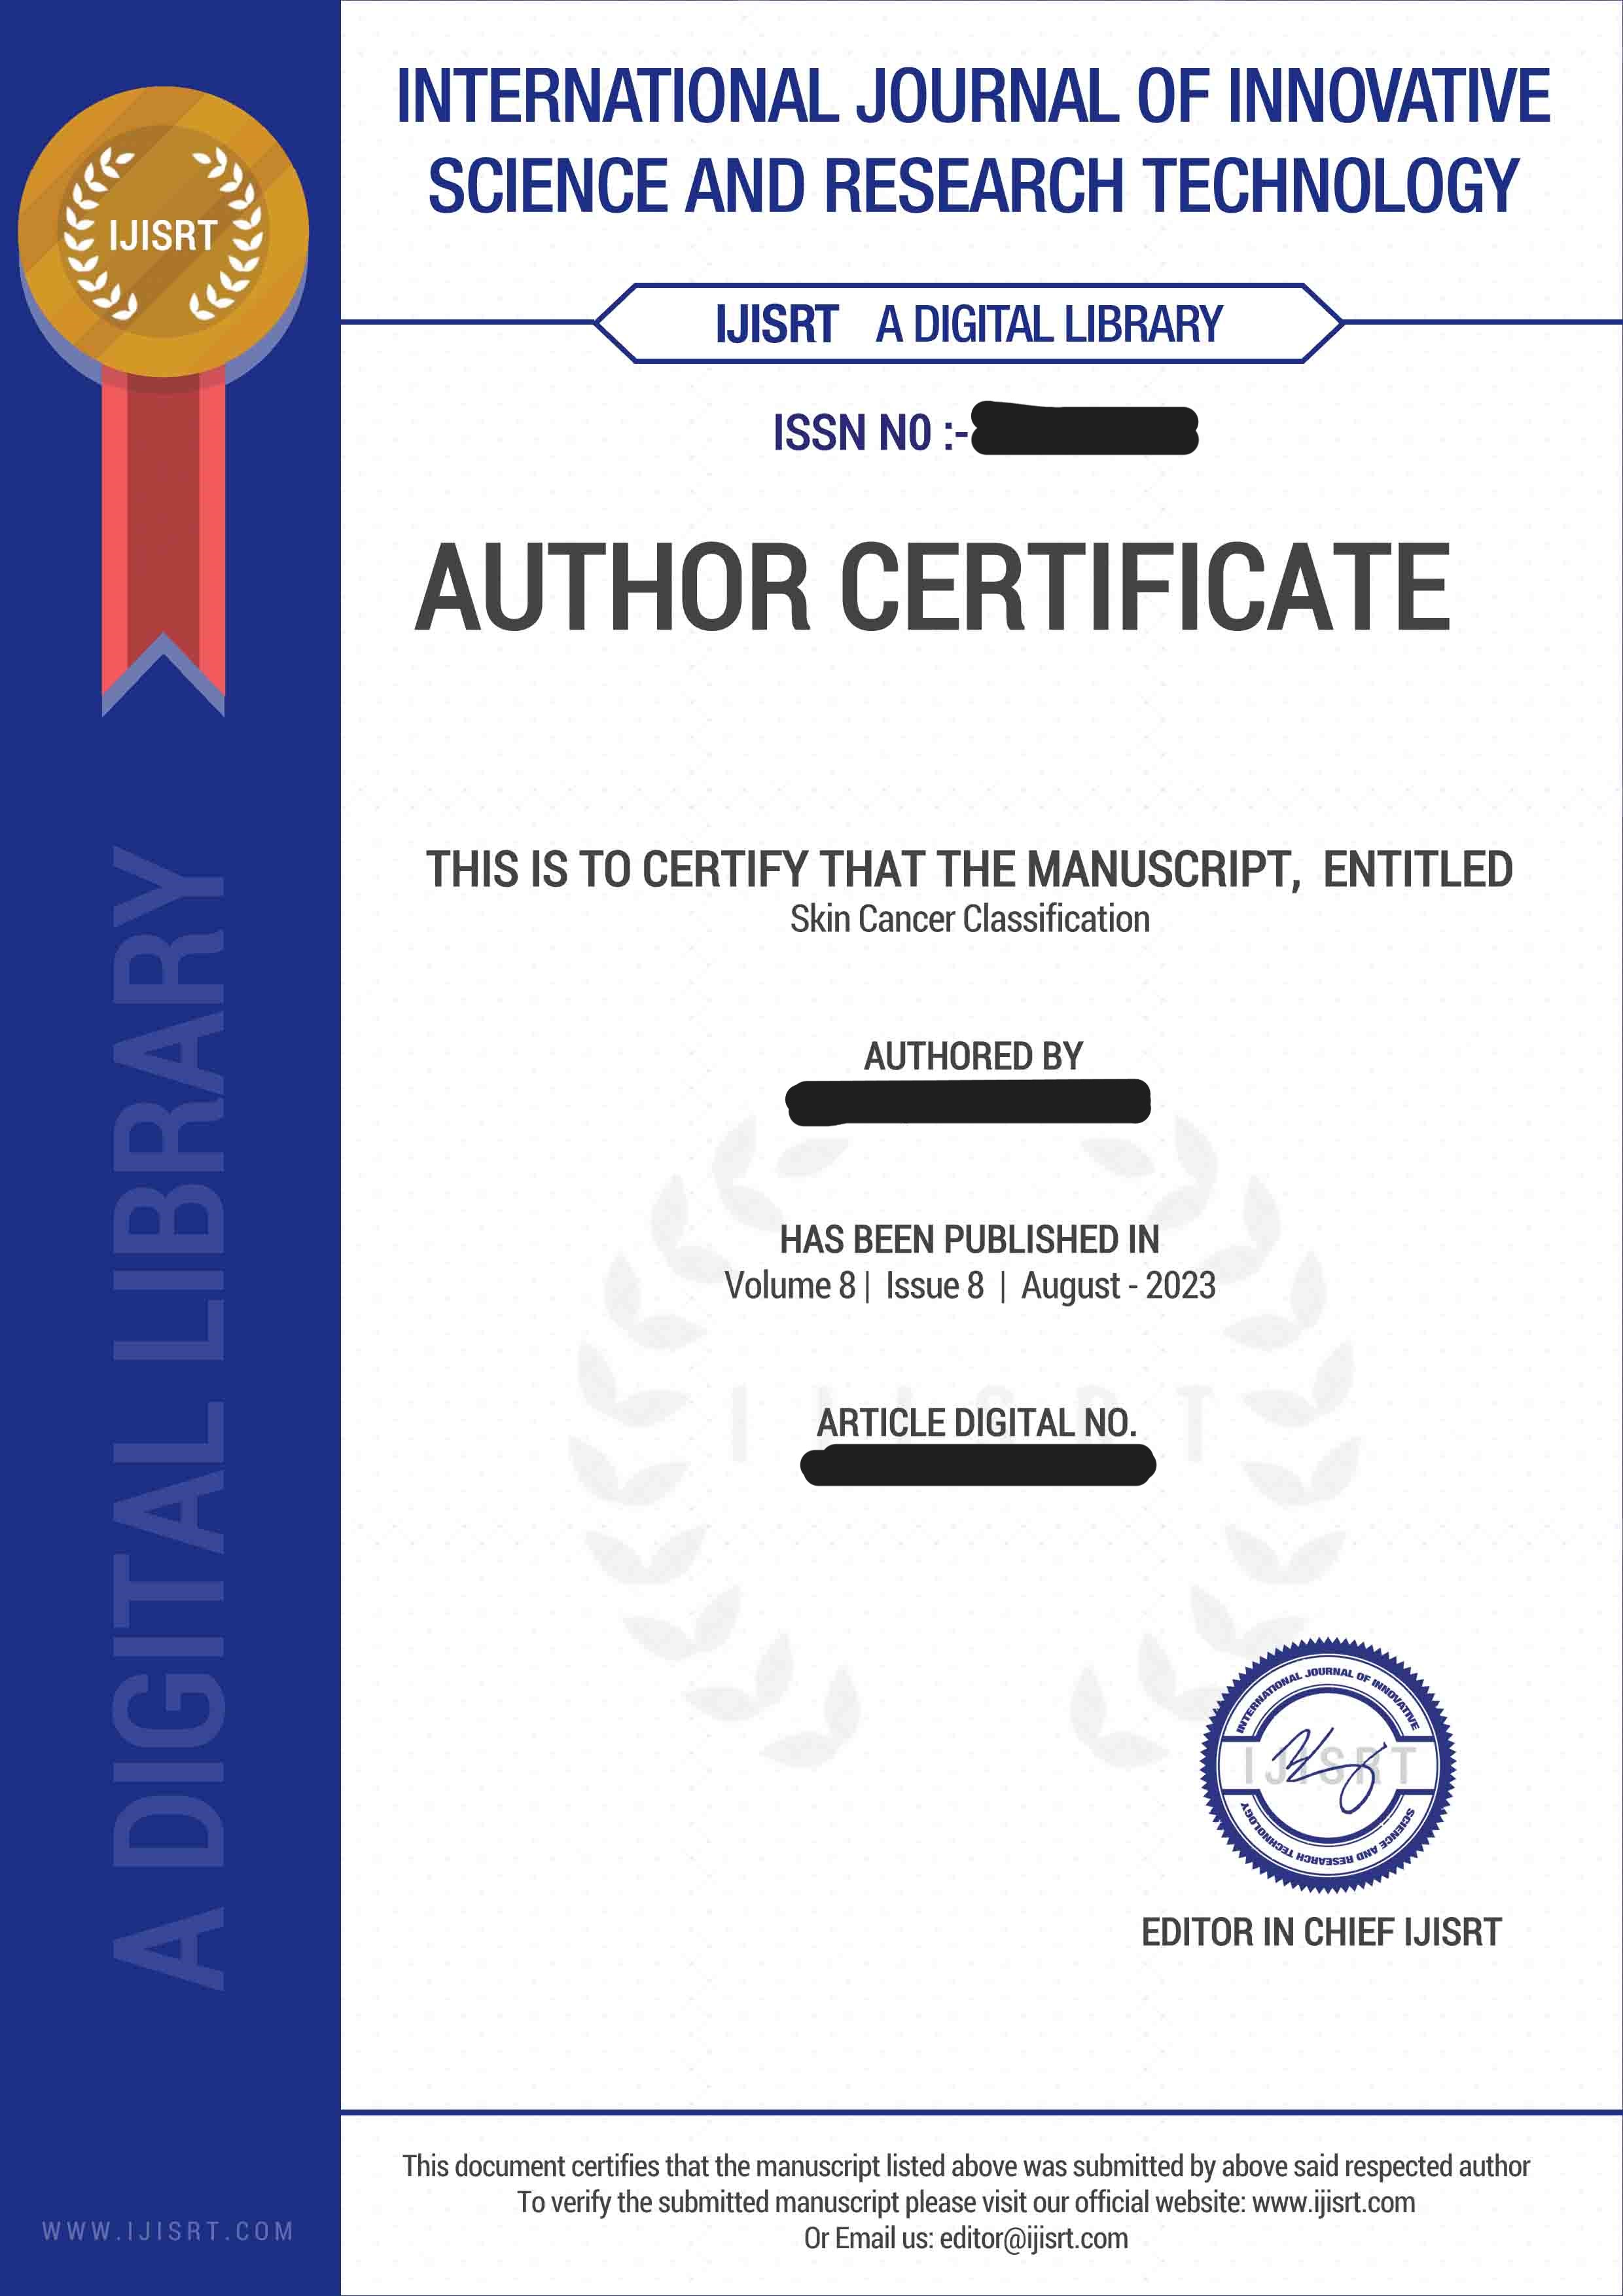 INTERNATIONAL JOURNAL OF INNOVATIVE
SCIENCE AND RESEARCH TECHNOLOGY
IJISRT
IJISRT A DIGITAL LIBRARY
ISSN N0 :-
AUTHOR CERTIFICATE
THIS IS TO CERTIFY THAT THE MANUSCRIPT, ENTITLED
Skin Cancer Classification
AUTHORED BY
HAS BEEN PUBLISHED IN
Volume 8 | Issue 8 | August - 2023
IJISRT
ARTICLE DIGITAL NO.
A DIGITAL LIBRARY
INTERNATIONAL JOURNAL OF INNOVATIVE
IJISRT
SCIENCE AND RESEARCH TECHNOLOGY
EDITOR IN CHIEF IJISRT
This document certifies that the manuscript listed above was submitted by above said respected author
To verify the submitted manuscript please visit our official website: www.ijisrt.com
Or Email us: editor@ijisrt.com
WWW.IJISRT.COM